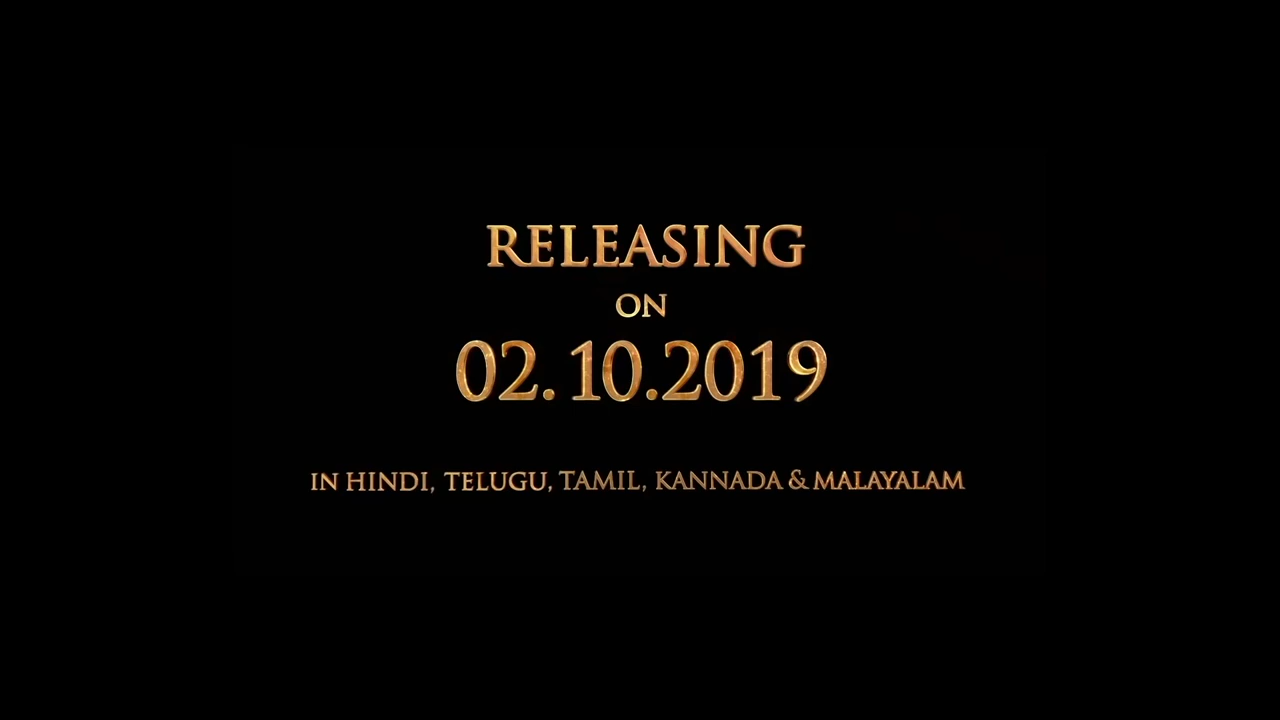 RELEASING
ON
02.10.2019
IN HINDI, TELUGU, TAMIL, KANNADA & MALAYALAM